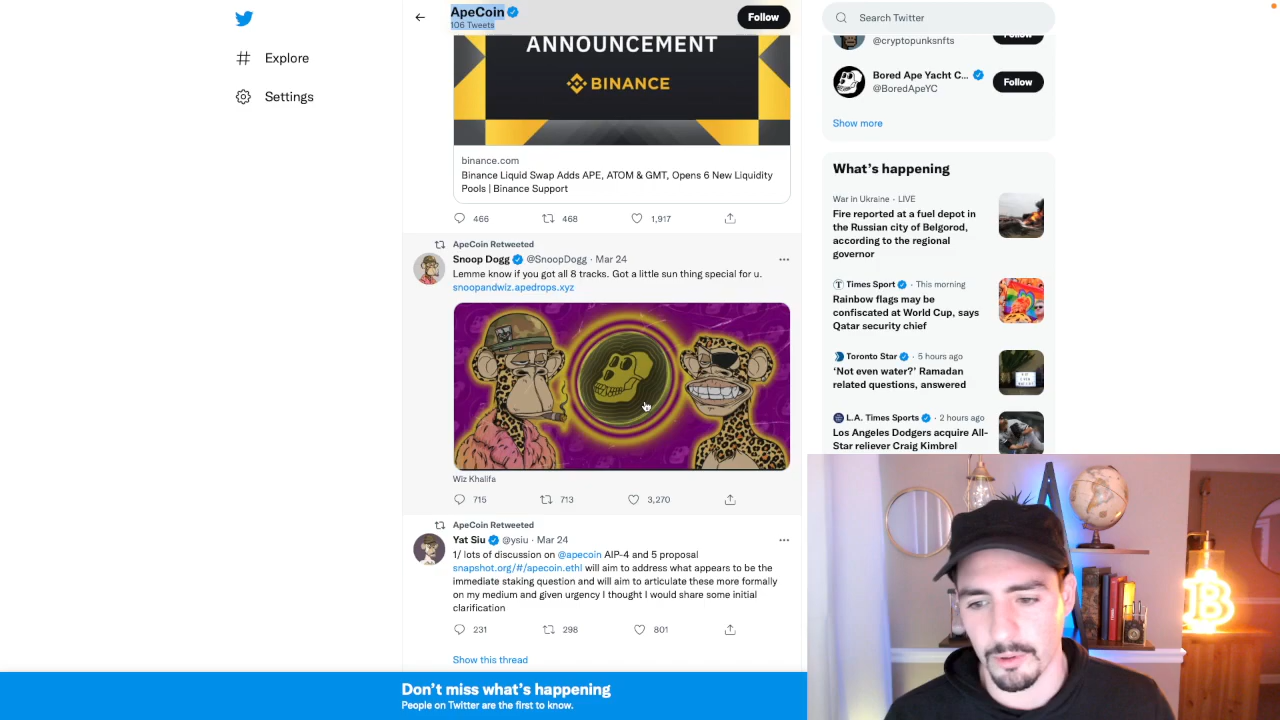 Explore
Settings
ApeCoin
106 Tweets
Follow
ANNOUNCEMENT
BINANCE
binance.com
Binance Liquid Swap Adds APE, ATOM & GMT, Opens 6 New Liquidity
Pools | Binance Support
466 468 1,917
ApeCoin Retweeted
Snoop Dogg @SnoopDogg · Mar 24
Lemme know if you got all 8 tracks. Got a little sun thing special for u.
snoopandwiz.apedrops.xyz
Wiz Khalifa
715 713 3,270
ApeCoin Retweeted
Yat Siu @ysiu · Mar 24
1/ lots of discussion on @apecoin AIP-4 and 5 proposal
snapshot.org/#/apecoin.ethl will aim to address what appears to be the
immediate staking question and will aim to articulate these more formally
on my medium and given urgency I thought I would share some initial
clarification
231 298 801
Show this thread
Search Twitter
@cryptopunksnfts
Bored Ape Yacht C...
@BoredApeYC
Follow
Show more
What's happening
War in Ukraine · LIVE
Fire reported at a fuel depot in
the Russian city of Belgorod,
according to the regional
governor
Times Sport · This morning
Rainbow flags may be
confiscated at World Cup, says
Qatar security chief
Toronto Star · 5 hours ago
'Not even water?' Ramadan
related questions, answered
L.A. Times Sports · 2 hours ago
Los Angeles Dodgers acquire All-
Star reliever Craig Kimbrel
Don't miss what's happening
People on Twitter are the first to know.